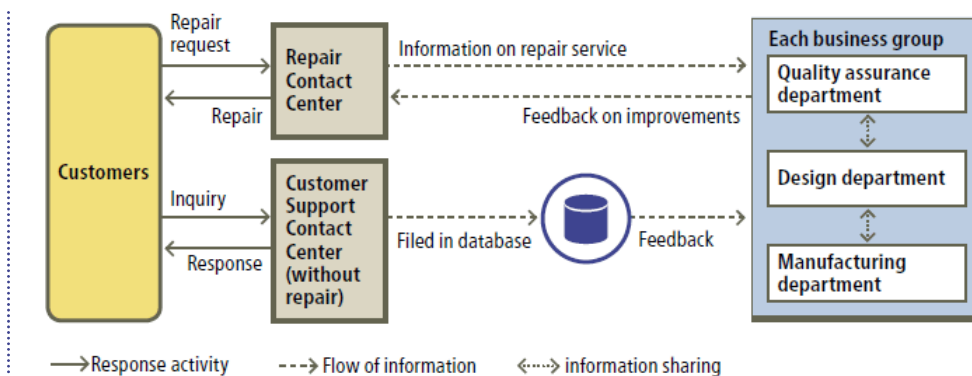 Repair
request
Repair
Customers
Inquiry
Response
Repair
Contact
Center
Customer
Support
Contact
Center
(without
repair)
Information on repair service
Feedback on improvements
Filed in database
Feedback
Each business group
Quality assurance
department
Design department
Manufacturing
department
Response activity
Flow of information
information sharing